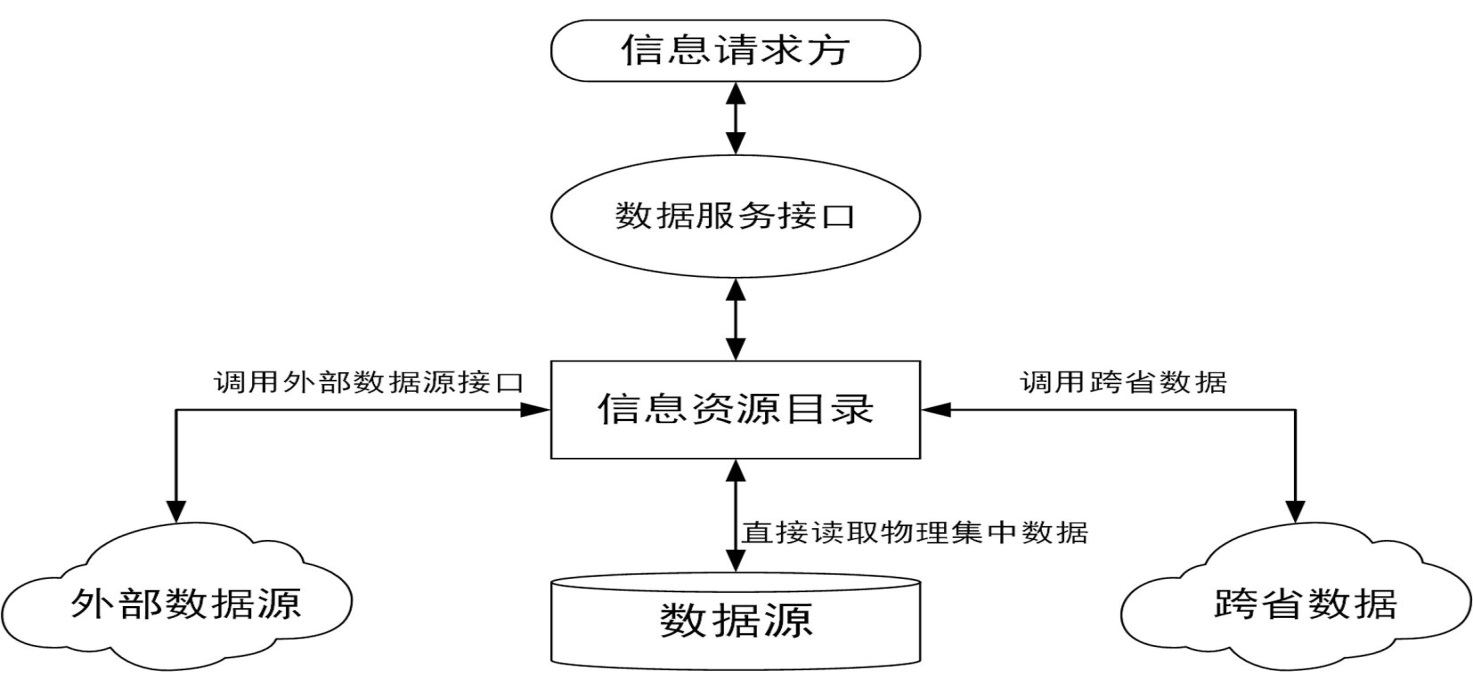 信息请求方
数据服务接口
调用外部数据源接口
调用跨省数据
信息资源目录
直接读取物理集中数据
外部数据源
数据源
跨省数据